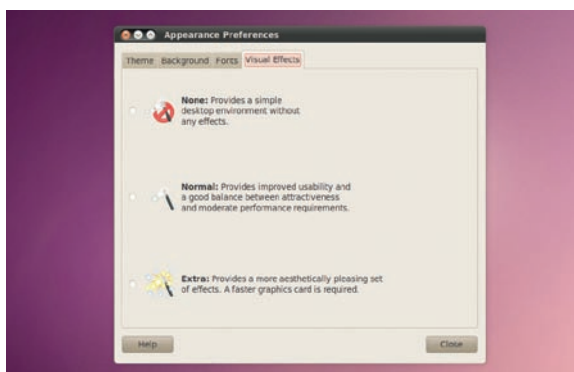 Appearance Preferences
Theme Background Fonts Visual Effects
None: Provides a simple
desktop environment without
any effects.
Normal: Provides improved usability and
a good balance between attractiveness
and moderate performance requirements.
Extra: Provides a more aesthetically pleasing set
of effects. A faster graphics card is required.
Help Close